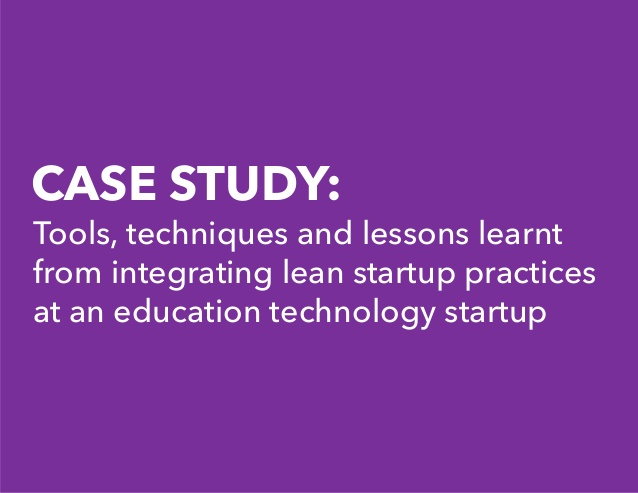 CASE STUDY:
Tools, techniques and lessons learnt
from integrating lean startup practices
at an education technology startup